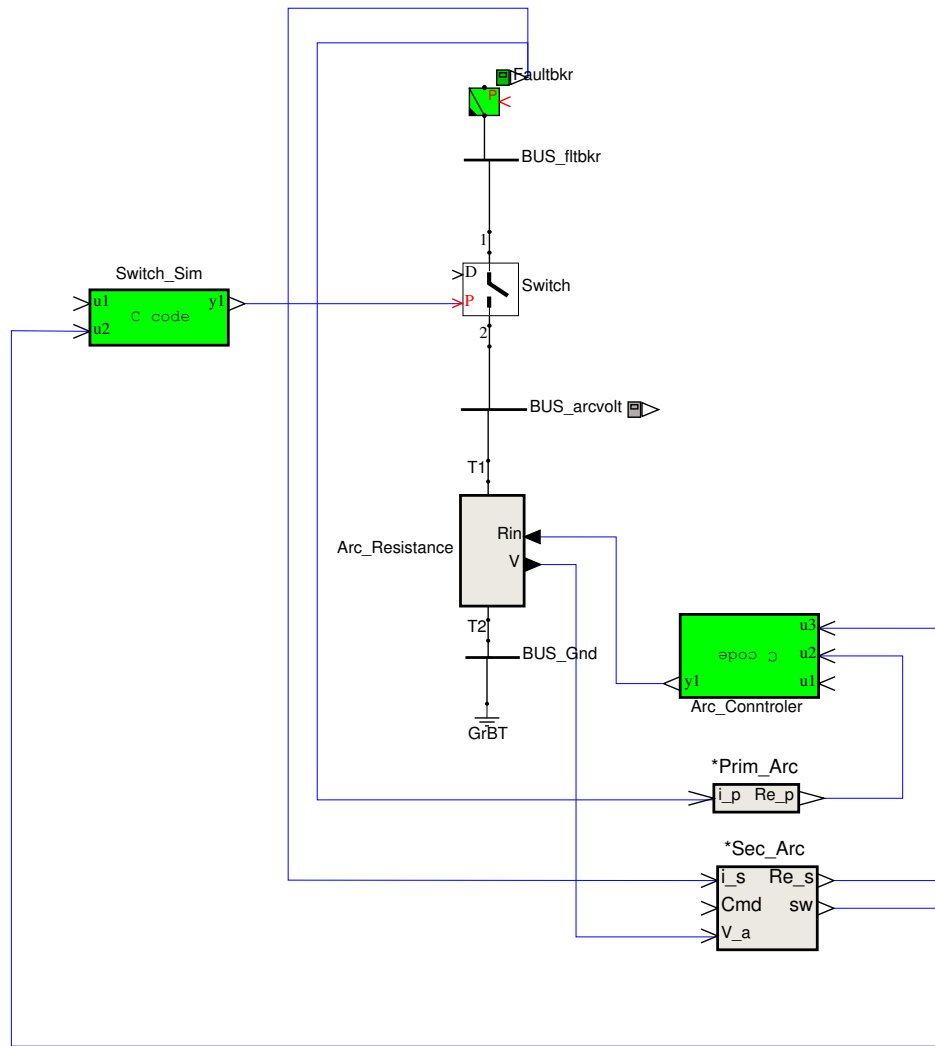 Faultbkr
P
BUS_fltbkr
1
Switch_Sim
D
Switch
u1
y1
P
C code
u2
2
BUS_arcvolt
T1
Rin
Arc_Resistance
V
T2
u3
BUS_Gnd
u2
C code
y1
u1
Arc_Conntroler
GrBT
*Prim_Arc
i_p Re_p
*Sec_Arc
i_s Re_s
Cmd sw
V_a